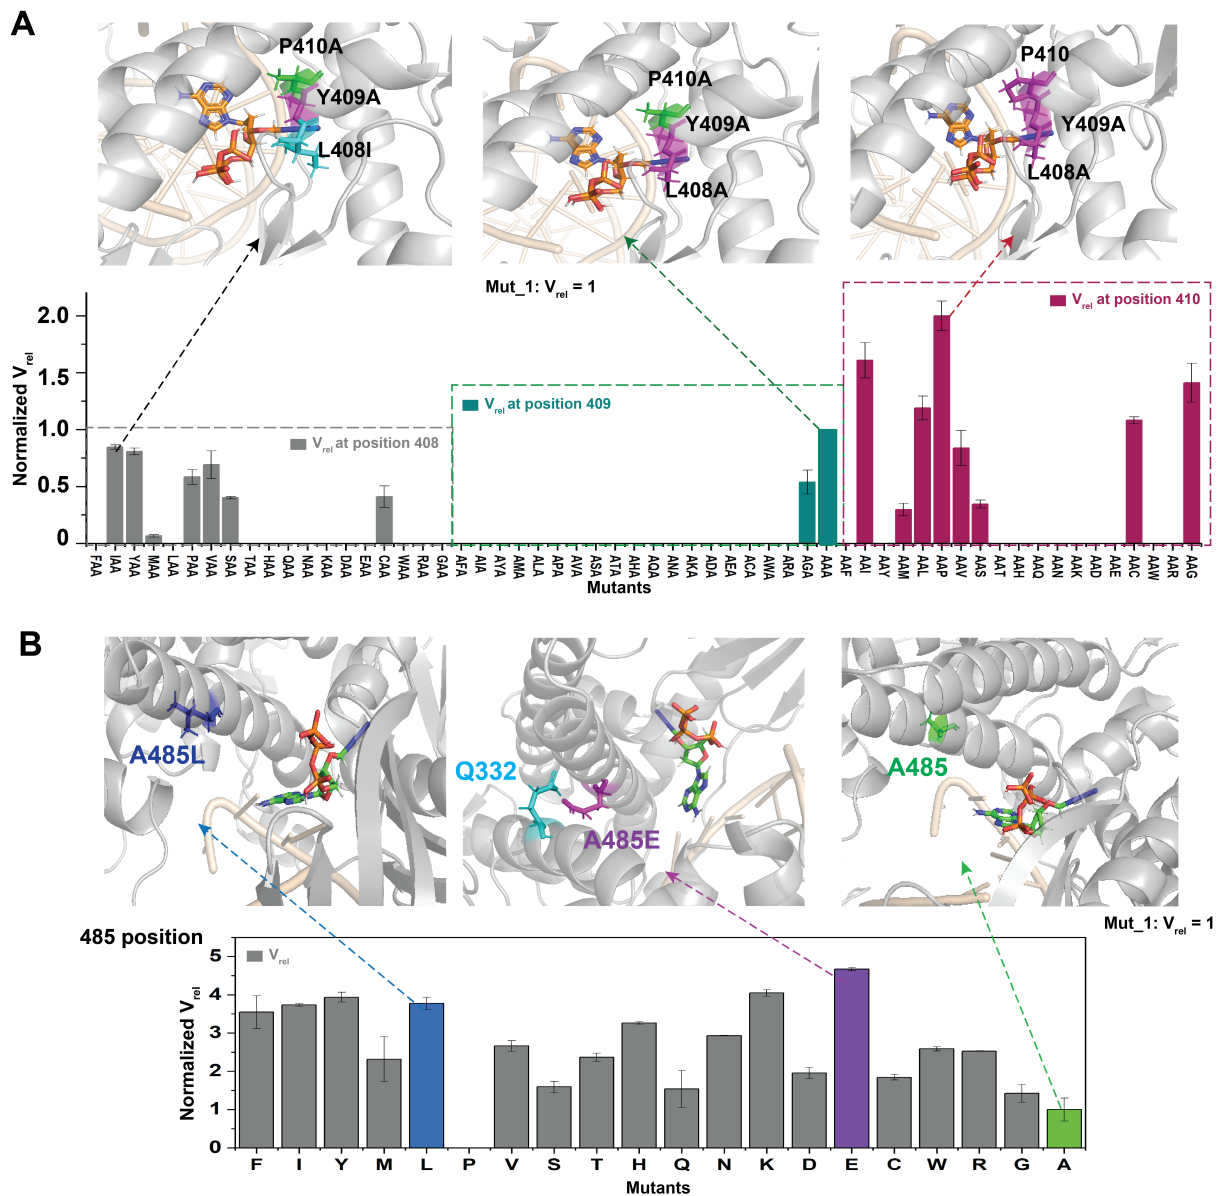 A
P410A
Y409A
L408I
P410A
Y409A
L408A
P410
Y409A
L408A
Mut_1: Vrel = 1
Normalized Vrel
2.0
1.5
1.0
0.5
0
Vrel at position 408
Vrel at position 409
Vrel at position 410
FAA IAA YAA MAA LAA PAA VAA SAA TAA HAA QAA NAA KAA DAA EAA CAA WAA RAA GAA AFA AIA AYA AMA ALA APA AVA ASA ATA AHA AQA ANA AKA ADA AEA ACA AWA ARA AGA AAA AAF AAI AAY AAM AAL AAP AAV AAS AAT AAH AAQ AAN AAK AAD AAE AAC AAW AAR AAG
Mutants
B
A485L
Q332
A485E
A485
Mut_1: Vrel = 1
485 position
Vrel
Normalized Vrel
5
4
3
2
1
0
F I Y M L P V S T H Q N K D E C W R G A
Mutants